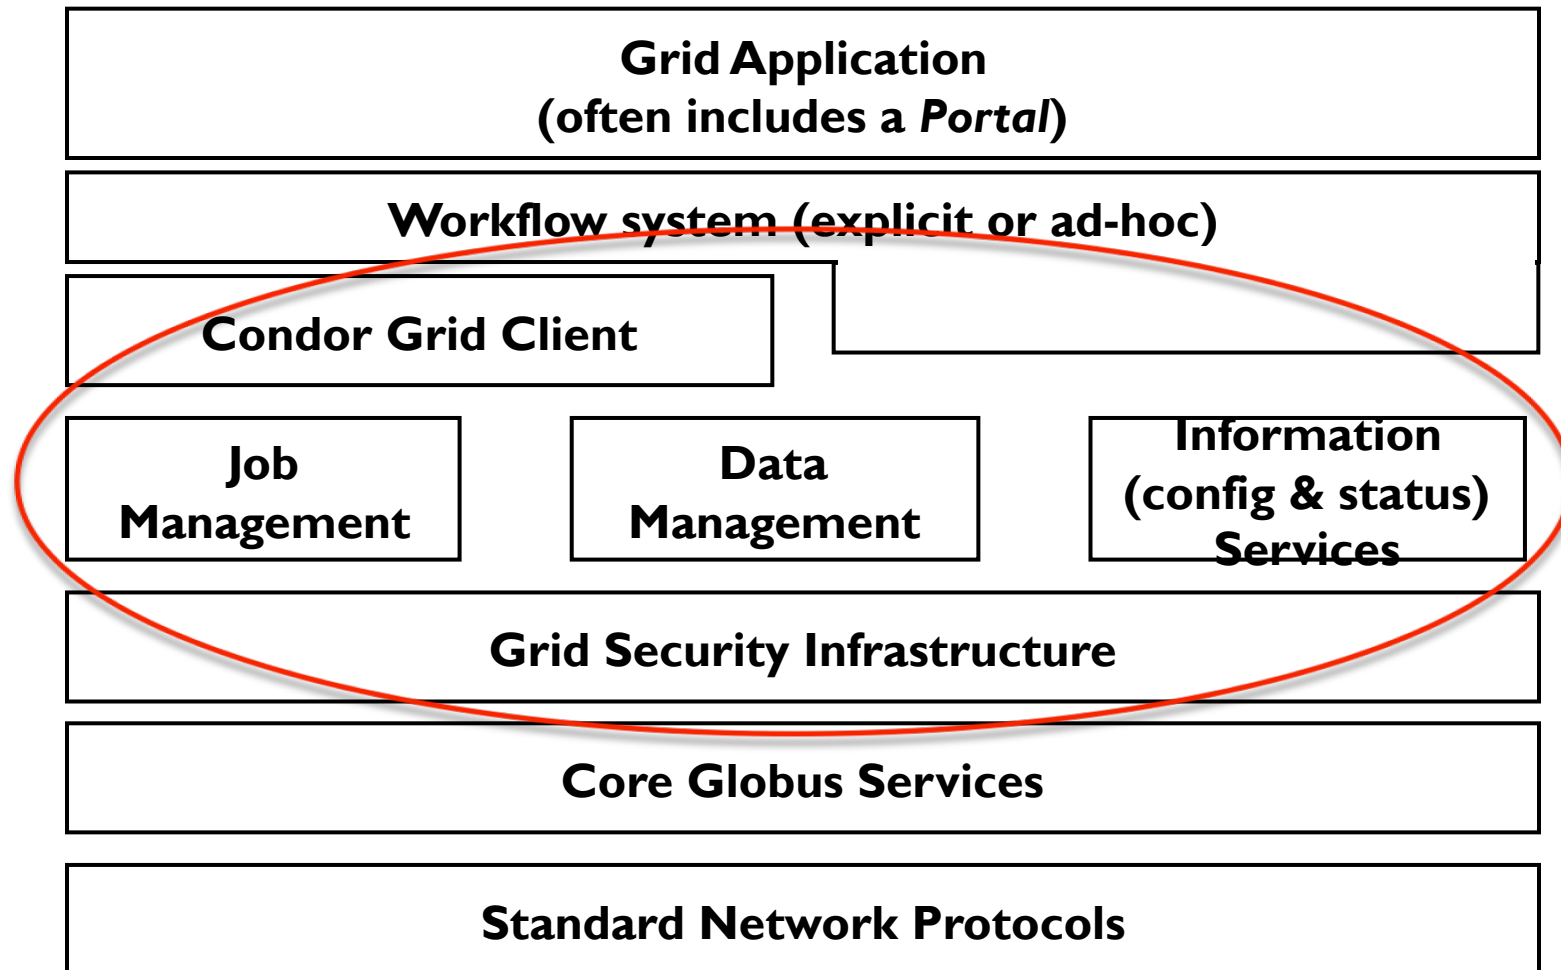 Grid Application
(often includes a Portal)
Workflow system (explicit or ad-hoc)
Condor Grid Client
Job
Management
Data
Management
Information
(config & status)
Services
Grid Security Infrastructure
Core Globus Services
Standard Network Protocols